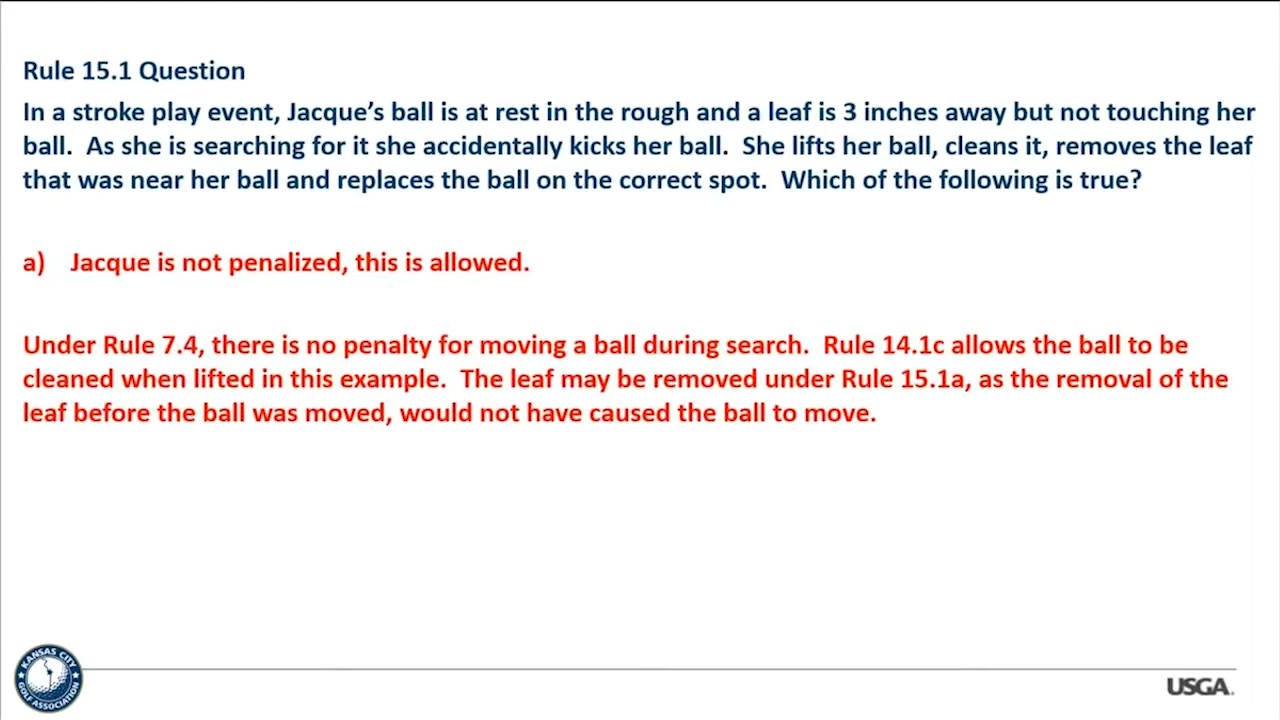 Rule 15.1 Question
In a stroke play event, Jacque's ball is at rest in the rough and a leaf is 3 inches away but not touching her
ball.  As she is searching for it she accidentally kicks her ball.  She lifts her ball, cleans it, removes the leaf
that was near her ball and replaces the ball on the correct spot.  Which of the following is true?
a) Jacque is not penalized, this is allowed.
Under Rule 7.4, there is no penalty for moving a ball during search.  Rule 14.1c allows the ball to be
cleaned when lifted in this example.  The leaf may be removed under Rule 15.1a, as the removal of the
leaf before the ball was moved, would not have caused the ball to move.
KANSAS CITY
GOLF ASSOCIATION
USGA.